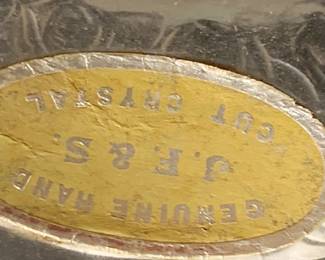 GENUINE HAND
J.F. & S.
CUT CRYSTAL